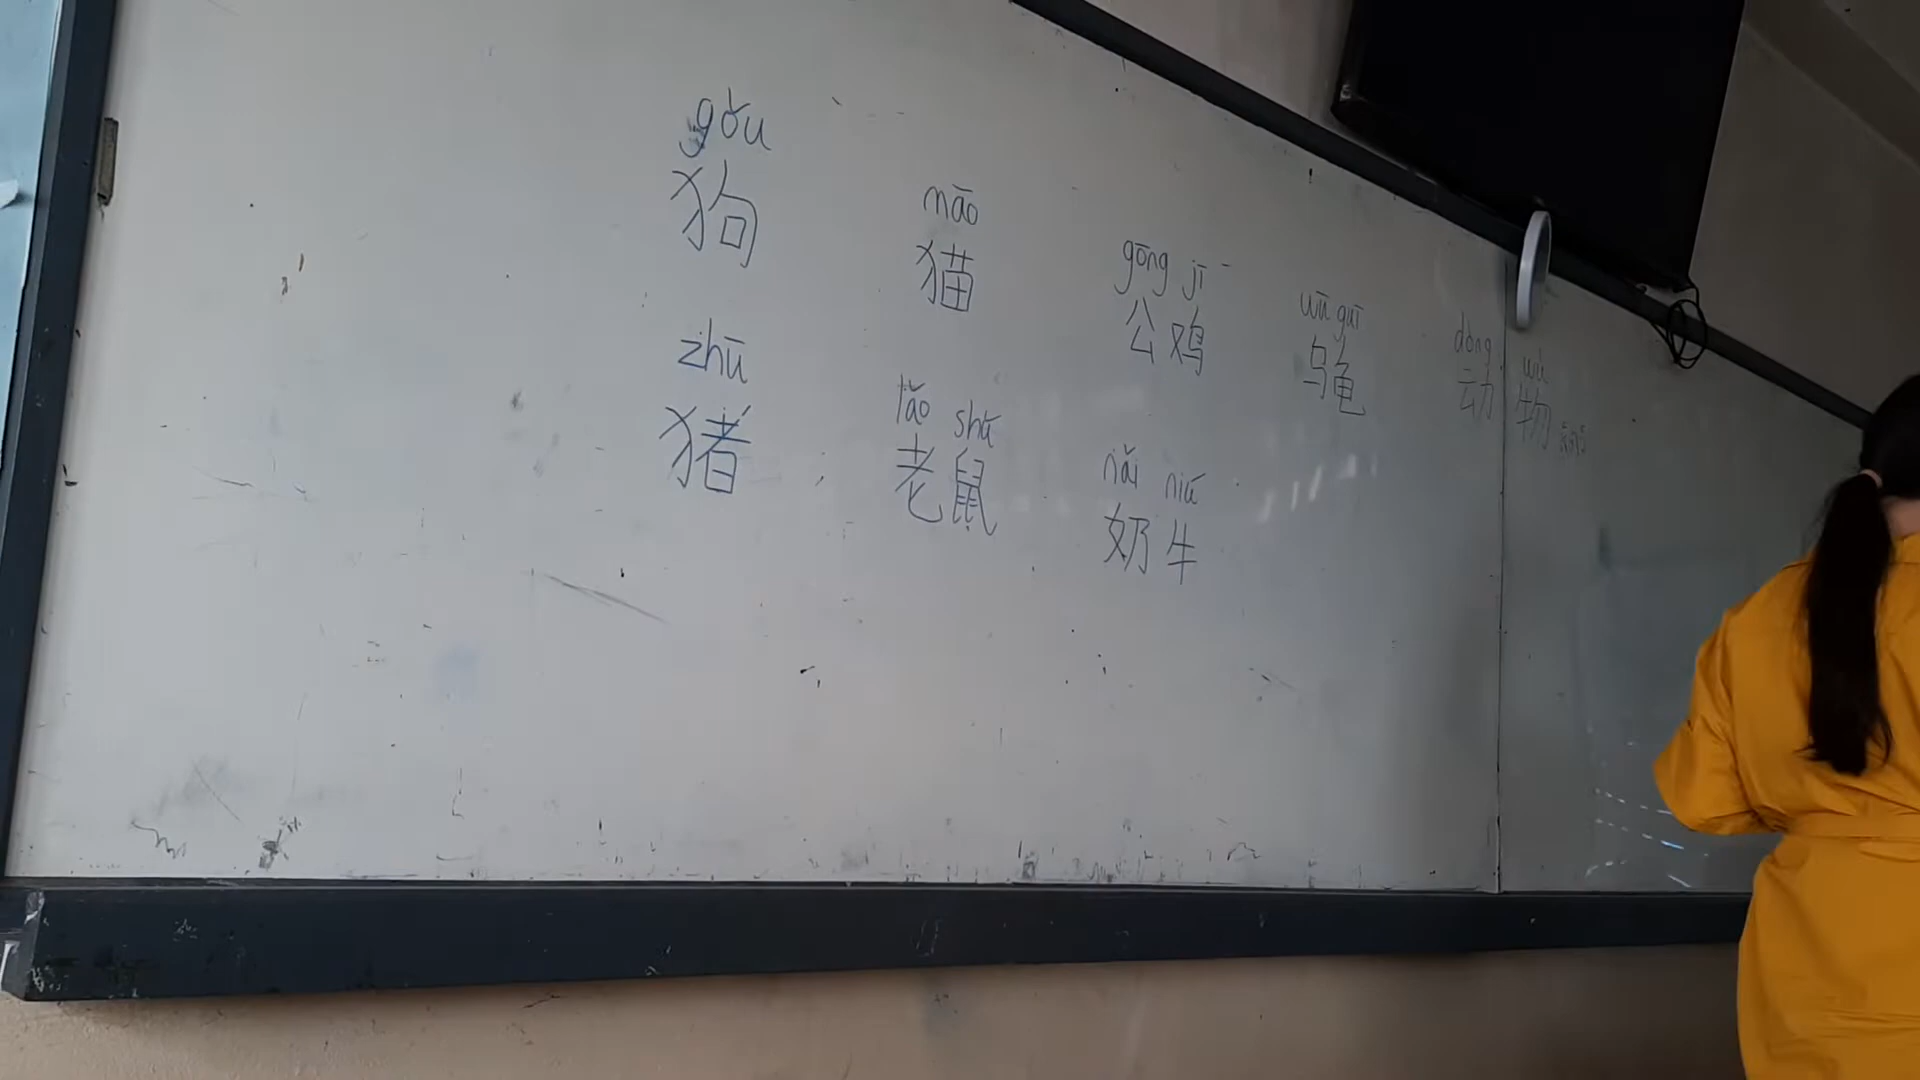 gǒu māo gōng jī wū guī dòng wù
狗 猫 公鸡 乌龟 动物
zhū lǎo shǔ nǎi niú
猪 老鼠 奶牛